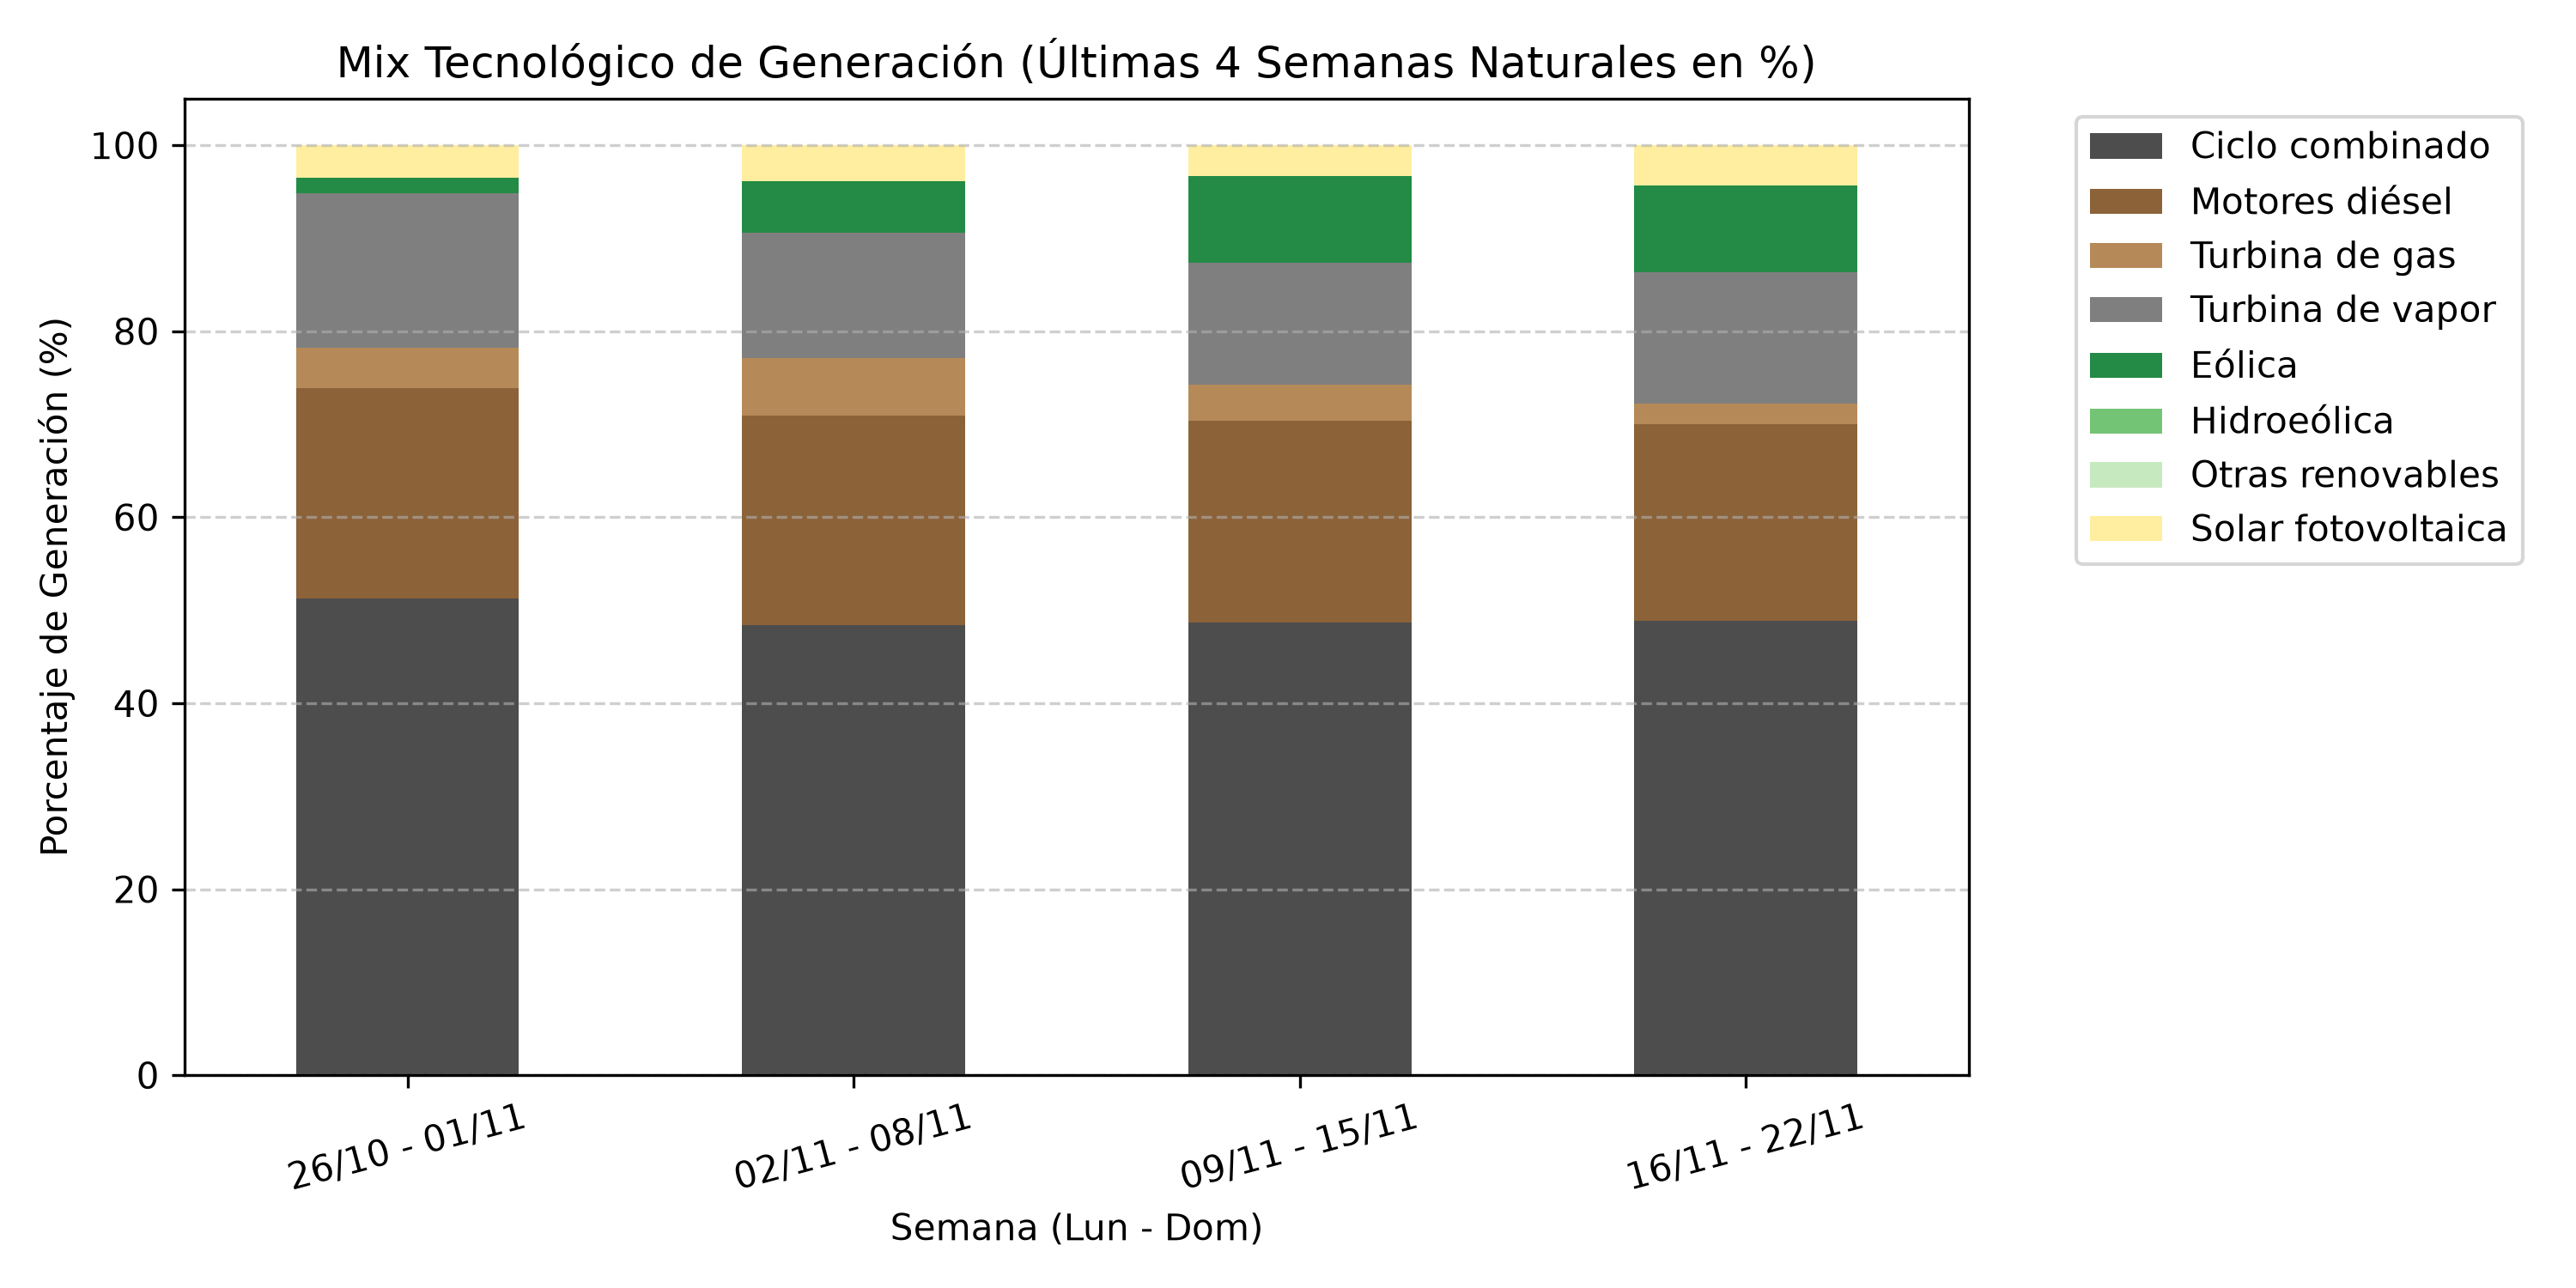 Mix Tecnológico de Generación (Últimas 4 Semanas Naturales en %)
Porcentaje de Generación (%)
100
80
60
40
20
0
26/10 - 01/11
02/11 - 08/11
09/11 - 15/11
16/11 - 22/11
Semana (Lun - Dom)
Ciclo combinado
Motores diésel
Turbina de gas
Turbina de vapor
Eólica
Hidroeólica
Otras renovables
Solar fotovoltaica